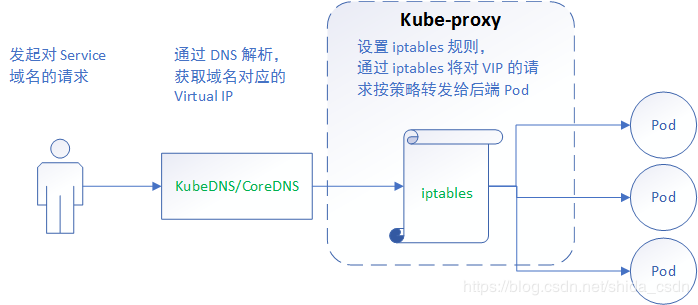 Kube-proxy
发起对 Service
域名的请求
通过 DNS 解析，
获取域名对应的
Virtual IP
设置 iptables 规则，
通过 iptables 将对 VIP 的请
求按策略转发给后端 Pod
KubeDNS/CoreDNS
iptables
Pod
Pod
Pod
https://blog.csdn.net/shida_csdn